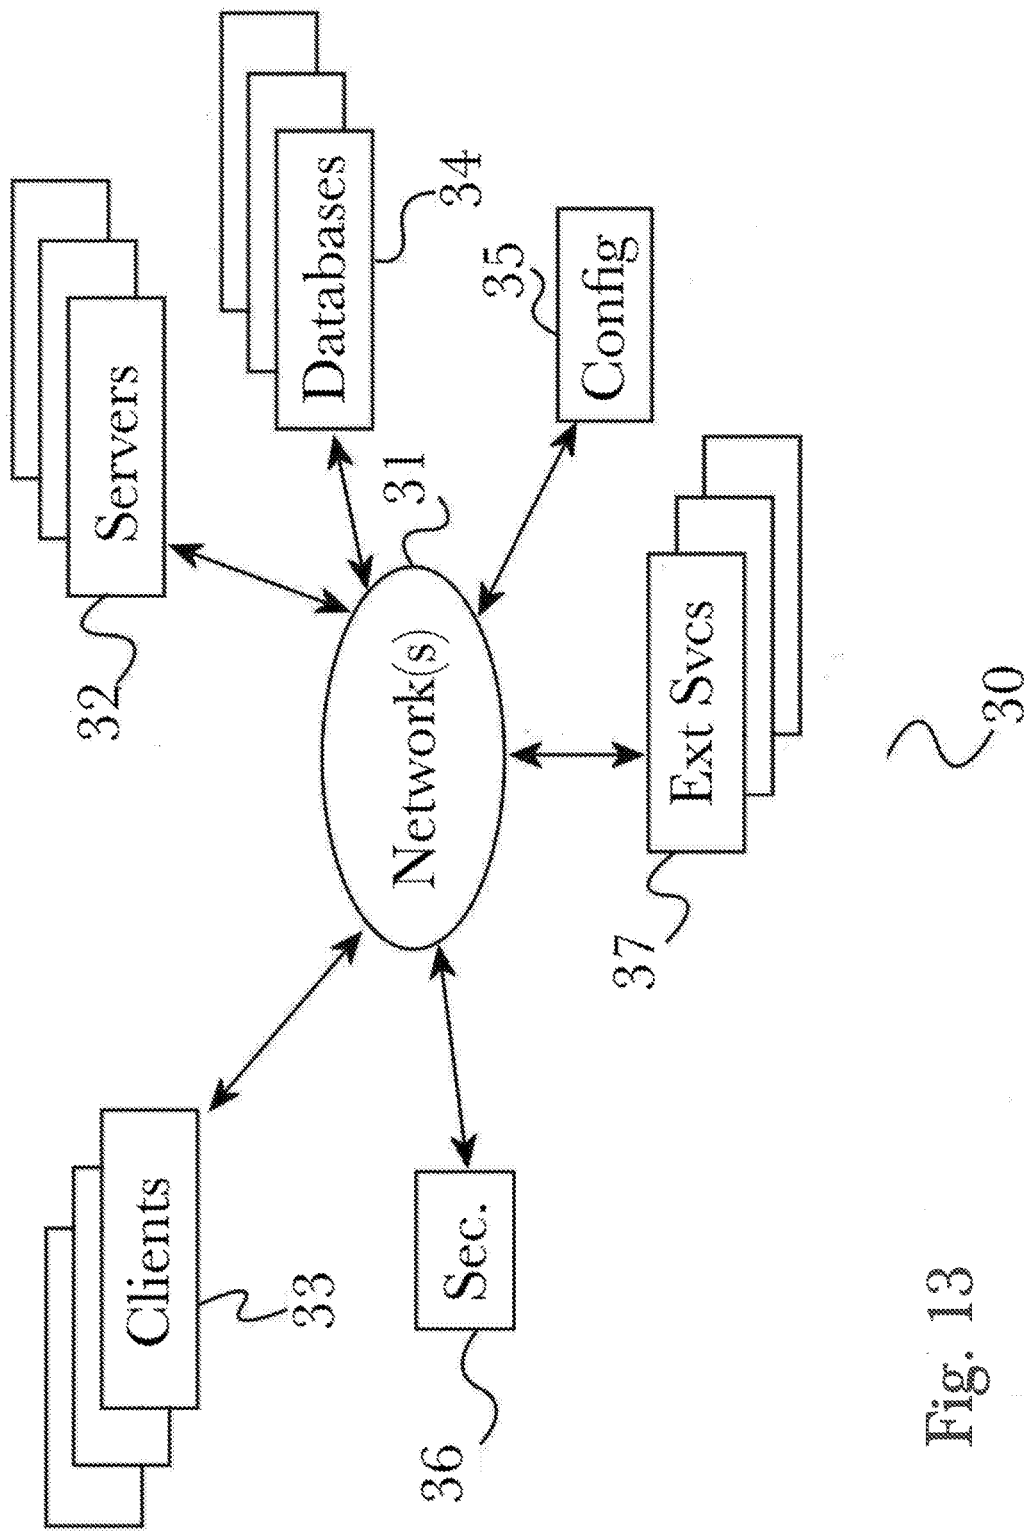 Clients
33
32
Servers
Databases
34
Network(s)
31
35
Config
36
Sec.
37
Ext Svcs
30
Fig. 13